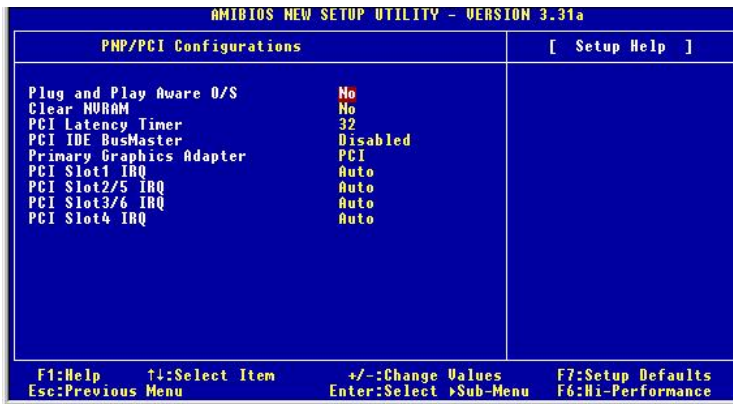 AMIBIOS NEW SETUP UTILITY - VERSION 3.31a
PNP/PCI Configurations
[ Setup Help ]
Plug and Play Aware O/S No
Clear NVRAM No
PCI Latency Timer 32
PCI IDE BusMaster Disabled
Primary Graphics Adapter PCI
PCI Slot1 IRQ Auto
PCI Slot2/5 IRQ Auto
PCI Slot3/6 IRQ Auto
PCI Slot4 IRQ Auto
F1:Help ↑↓:Select Item +/-:Change Values F7:Setup Defaults
Esc:Previous Menu Enter:Select ▸Sub-Menu F6:Hi-Performance